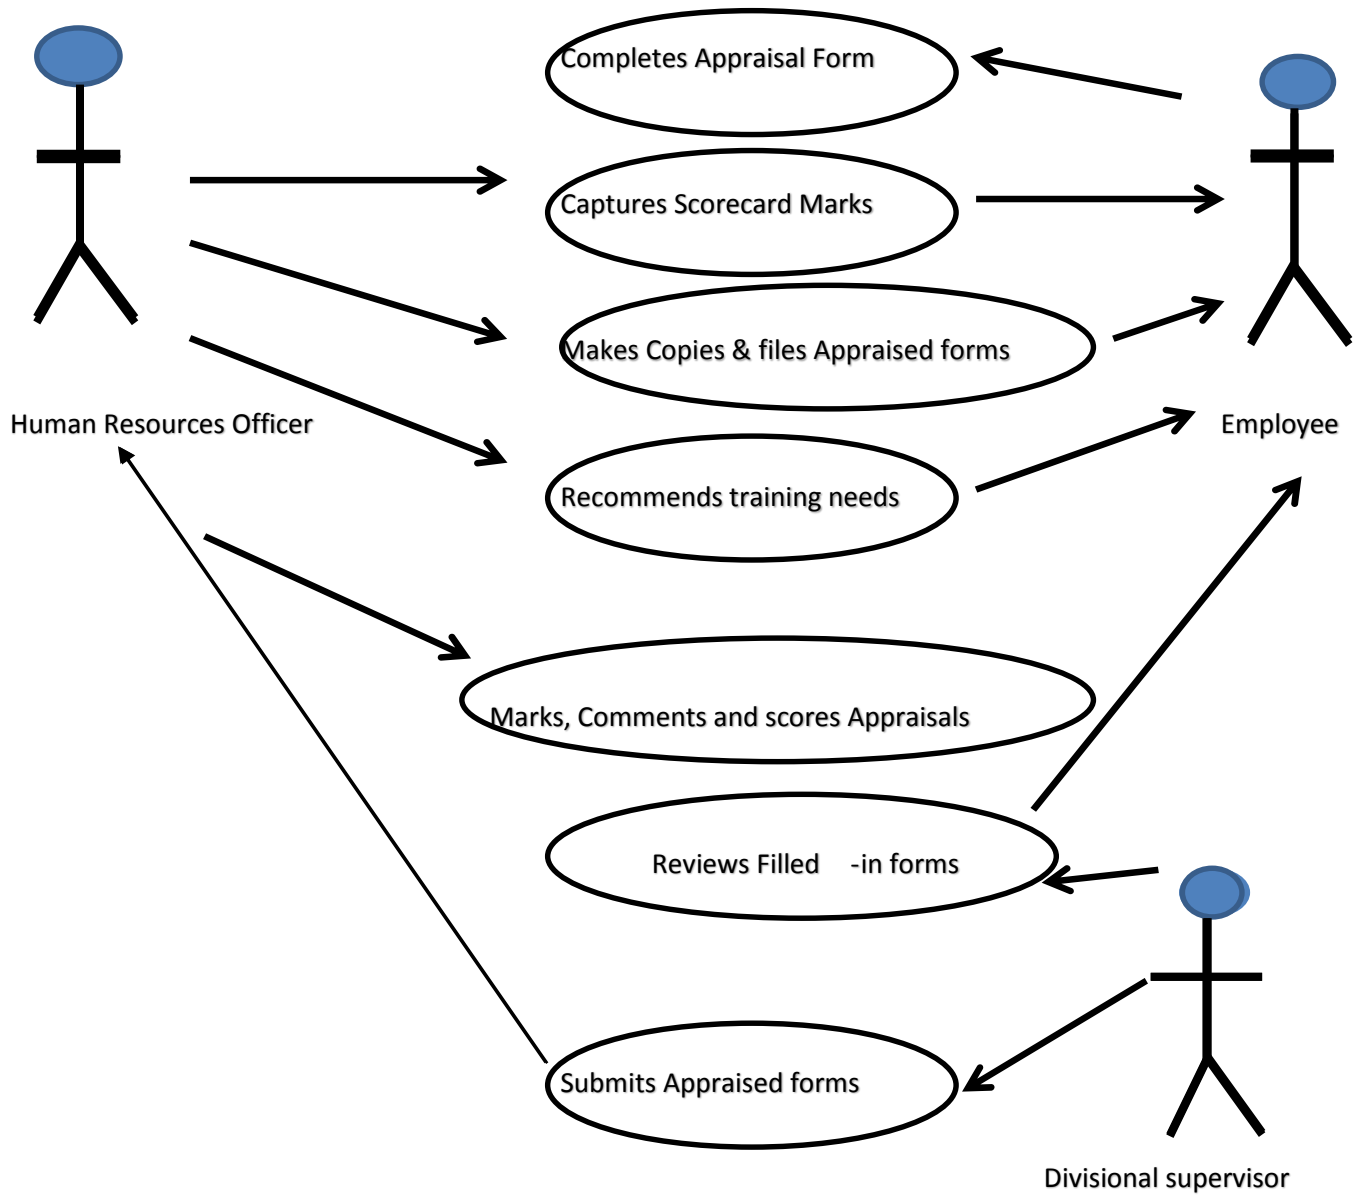 Completes Appraisal Form
Captures Scorecard Marks
Makes Copies & files Appraised forms
Human Resources Officer
Employee
Recommends training needs
Marks, Comments and scores Appraisals
Reviews Filled -in forms
Submits Appraised forms
Divisional supervisor